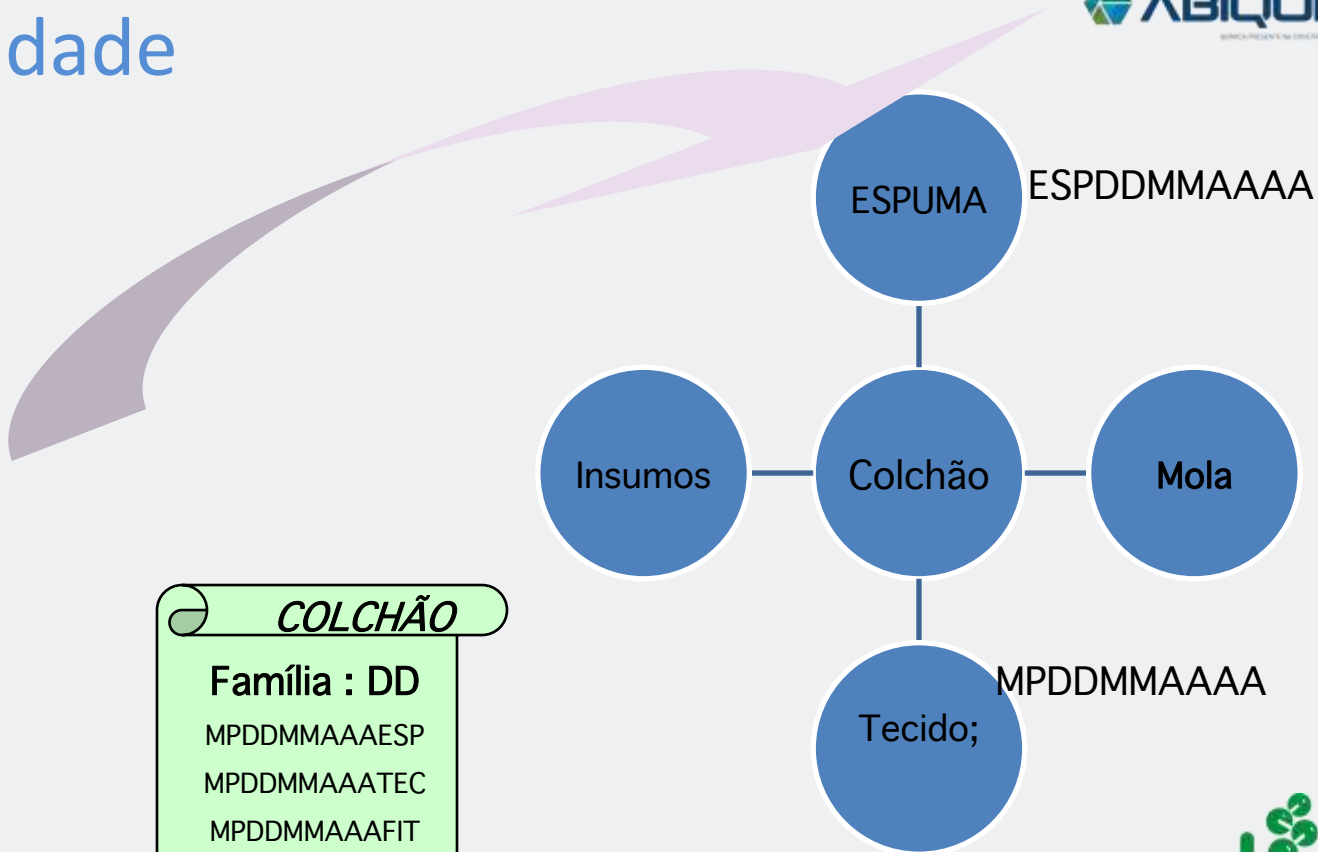 dade
ESPUMA
ESPDDMMAAAA
Insumos
Colchão
Mola
COLCHÃO
Família : DD
MPDDMMAAAESP
MPDDMMAAATEC
MPDDMMAAAFIT
MPDDMMAAAA
Tecido;